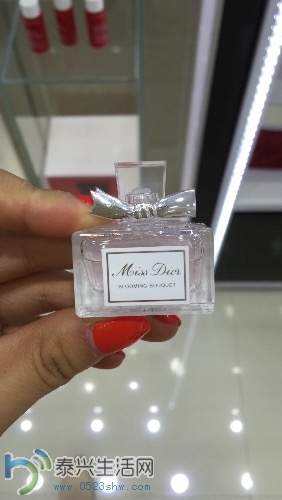 Miss Dior
BLOOMING BOUQUET
泰兴生活网
www.0523shw.com